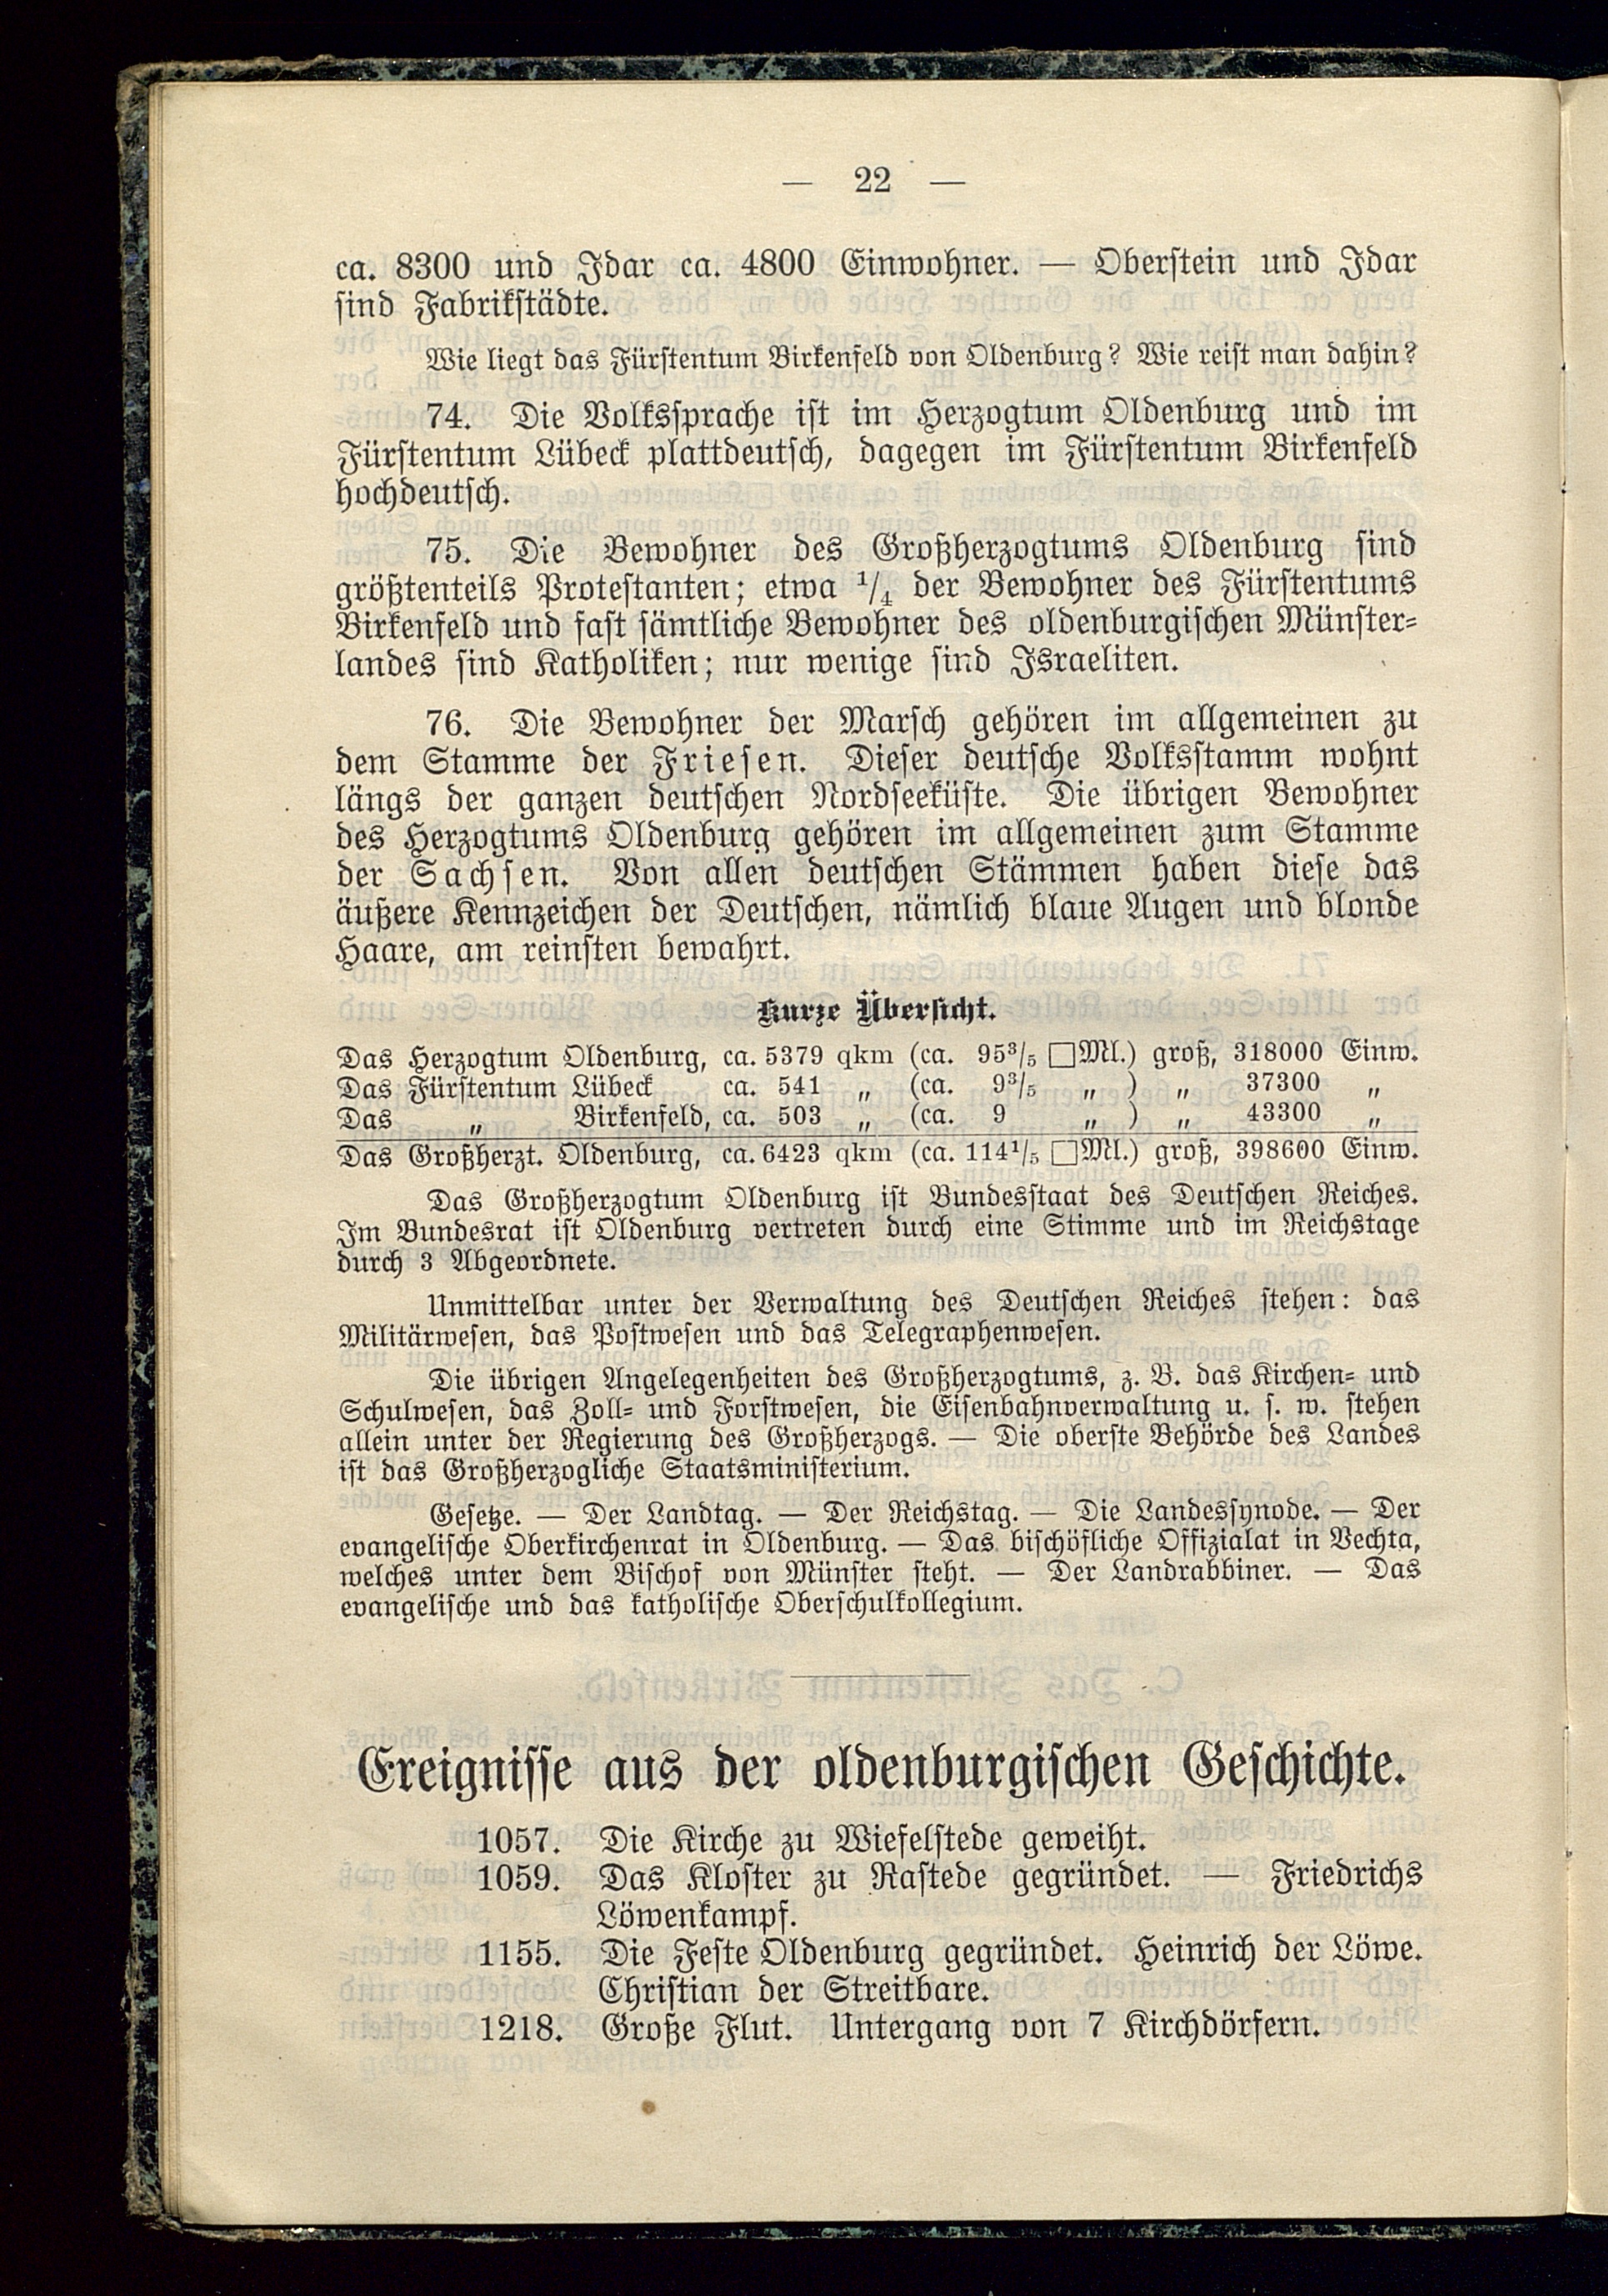 — 22 —
ca. 8300 und Idar ca. 4800 Einwohner. — Oberstein und Idar
sind Fabrikstädte.
Wie liegt das Fürstentum Birkenfeld von Oldenburg? Wie reist man dahin?
74. Die Volkssprache ist im Herzogtum Oldenburg und im
Fürstentum Lübeck plattdeutsch, dagegen im Fürstentum Birkenfeld
hochdeutsch.
75. Die Bewohner des Großherzogtums Oldenburg sind
größtenteils Protestanten; etwa 1/4 der Bewohner des Fürstentums
Birkenfeld und fast sämtliche Bewohner des oldenburgischen Münster-
landes sind Katholiken; nur wenige sind Israeliten.
76. Die Bewohner der Marsch gehören im allgemeinen zu
dem Stamme der Friesen. Dieser deutsche Volksstamm wohnt
längs der ganzen deutschen Nordseeküste. Die übrigen Bewohner
des Herzogtums Oldenburg gehören im allgemeinen zum Stamme
der Sachsen. Von allen deutschen Stämmen haben diese das
äußere Kennzeichen der Deutschen, nämlich blaue Augen und blonde
Haare, am reinsten bewahrt.
Kurze Übersicht.
Das Herzogtum Oldenburg, ca. 5379 qkm (ca. 95 3/5 □Ml.) groß, 318000 Einw.
Das Fürstentum Lübeck ca. 541 „ (ca. 9 3/5 „ ) „ 37300 „
Das „ Birkenfeld, ca. 503 „ (ca. 9 „ ) „ 43300 „
Das Großherzt. Oldenburg, ca. 6423 qkm (ca. 114 1/5 □Ml.) groß, 398600 Einw.
Das Großherzogtum Oldenburg ist Bundesstaat des Deutschen Reiches.
Im Bundesrat ist Oldenburg vertreten durch eine Stimme und im Reichstage
durch 3 Abgeordnete.
Unmittelbar unter der Verwaltung des Deutschen Reiches stehen: das
Militärwesen, das Postwesen und das Telegraphenwesen.
Die übrigen Angelegenheiten des Großherzogtums, z. B. das Kirchen- und
Schulwesen, das Zoll- und Forstwesen, die Eisenbahnverwaltung u. s. w. stehen
allein unter der Regierung des Großherzogs. — Die oberste Behörde des Landes
ist das Großherzogliche Staatsministerium.
Gesetze. — Der Landtag. — Der Reichstag. — Die Landessynode. — Der
evangelische Oberkirchenrat in Oldenburg. — Das bischöfliche Offizialat in Vechta,
welches unter dem Bischof von Münster steht. — Der Landrabbiner. — Das
evangelische und das katholische Oberschulkollegium.
Ereignisse aus der oldenburgischen Geschichte.
1057. Die Kirche zu Wiefelstede geweiht.
1059. Das Kloster zu Rastede gegründet. — Friedrichs
Löwenkampf.
1155. Die Feste Oldenburg gegründet. Heinrich der Löwe.
Christian der Streitbare.
1218. Große Flut. Untergang von 7 Kirchdörfern.